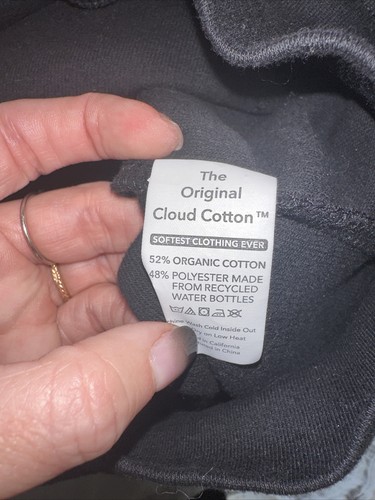 The
Original
Cloud Cotton™
SOFTEST CLOTHING EVER
52% ORGANIC COTTON
48% POLYESTER MADE
FROM RECYCLED
WATER BOTTLES
Wash Cold Inside Out
on Low Heat
in California
in China